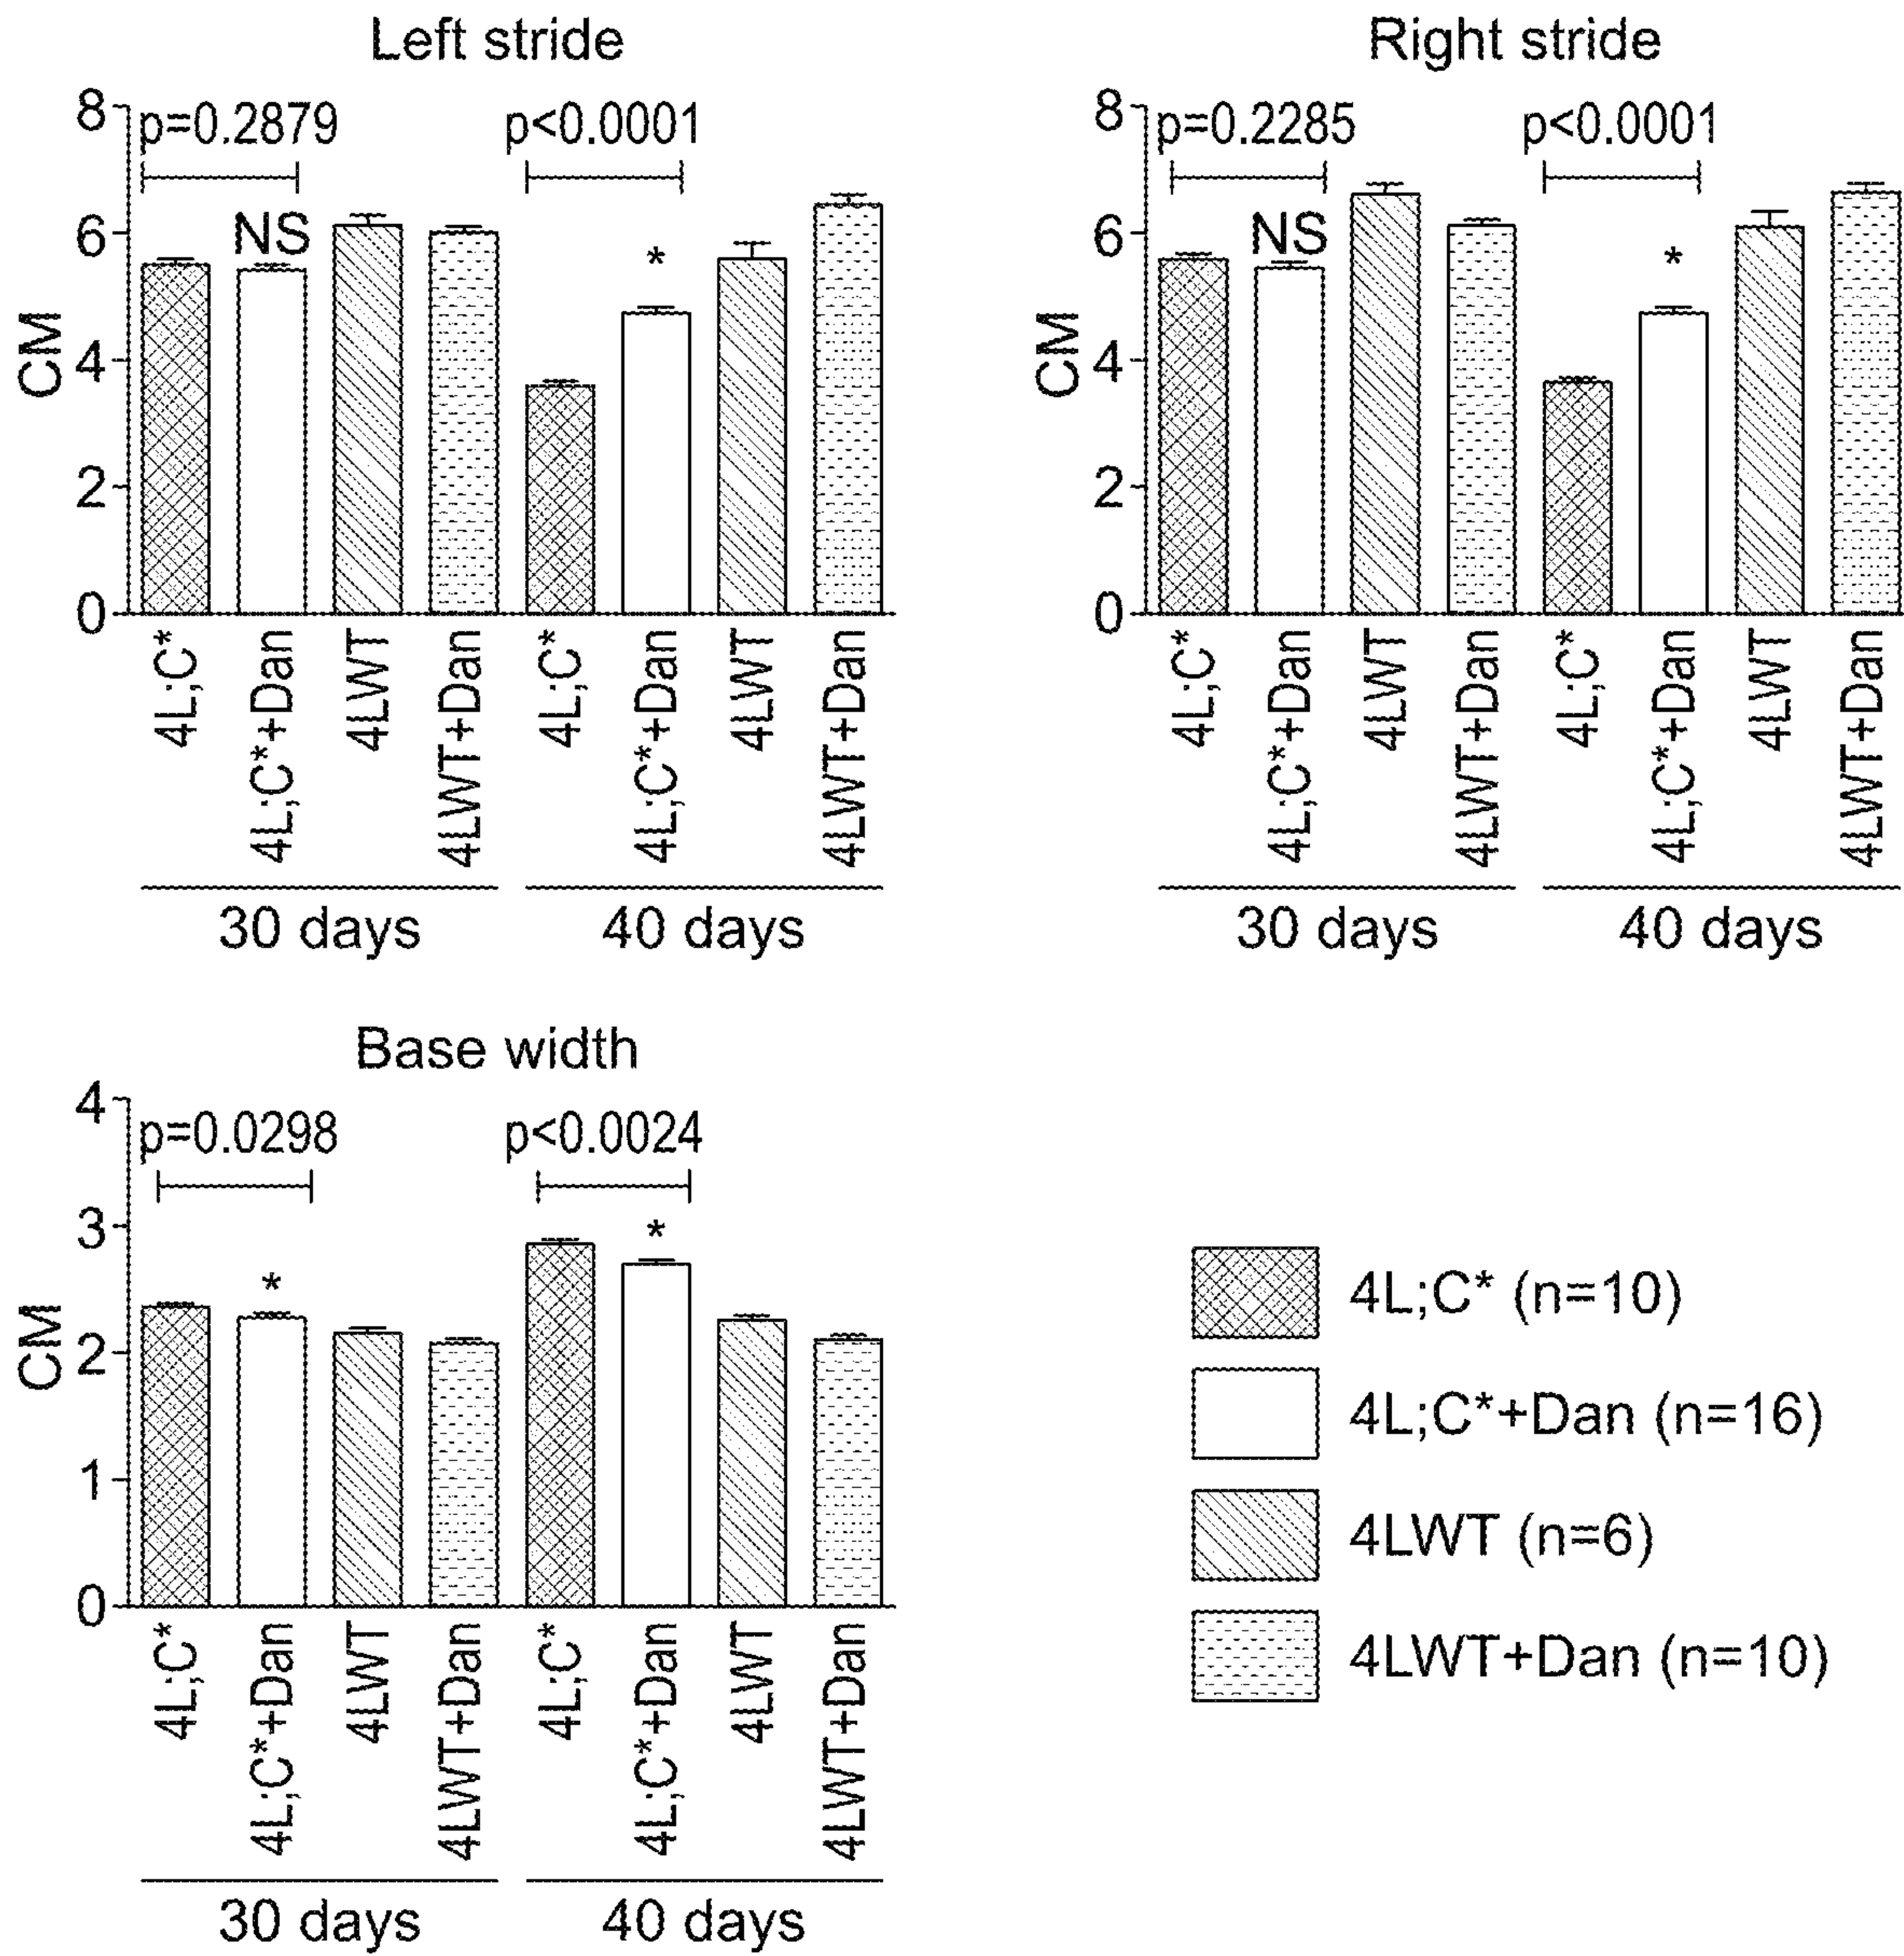 Left stride
8
p=0.2879
p<0.0001
NS
*
6
CM
4
2
0
4L;C*
4L;C*+Dan
4LWT
4LWT+Dan
4L;C*
4L;C*+Dan
4LWT
4LWT+Dan
30 days
40 days
Right stride
8
p=0.2285
p<0.0001
NS
*
6
CM
4
2
0
4L;C*
4L;C*+Dan
4LWT
4LWT+Dan
4L;C*
4L;C*+Dan
4LWT
4LWT+Dan
30 days
40 days
Base width
4
p=0.0298
p<0.0024
3
*
*
CM
2
1
0
4L;C*
4L;C*+Dan
4LWT
4LWT+Dan
4L;C*
4L;C*+Dan
4LWT
4LWT+Dan
30 days
40 days
4L;C* (n=10)
4L;C*+Dan (n=16)
4LWT (n=6)
4LWT+Dan (n=10)